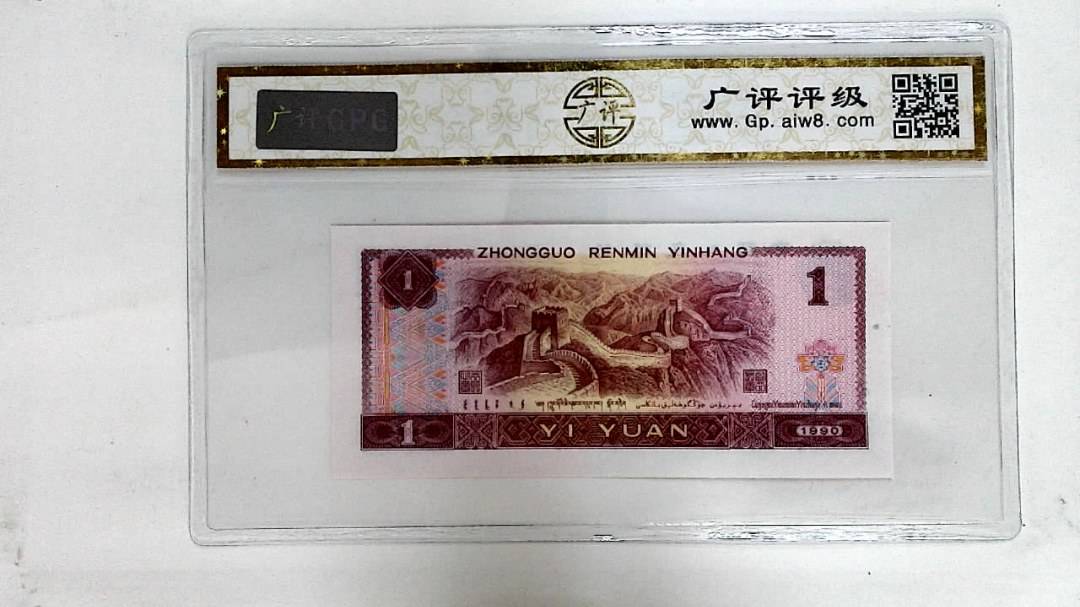 广评GPG
广评
广评评级
www.Gp.aiw8.com
ZHONGGUO RENMIN YINHANG
1
1
1
YI YUAN
1990